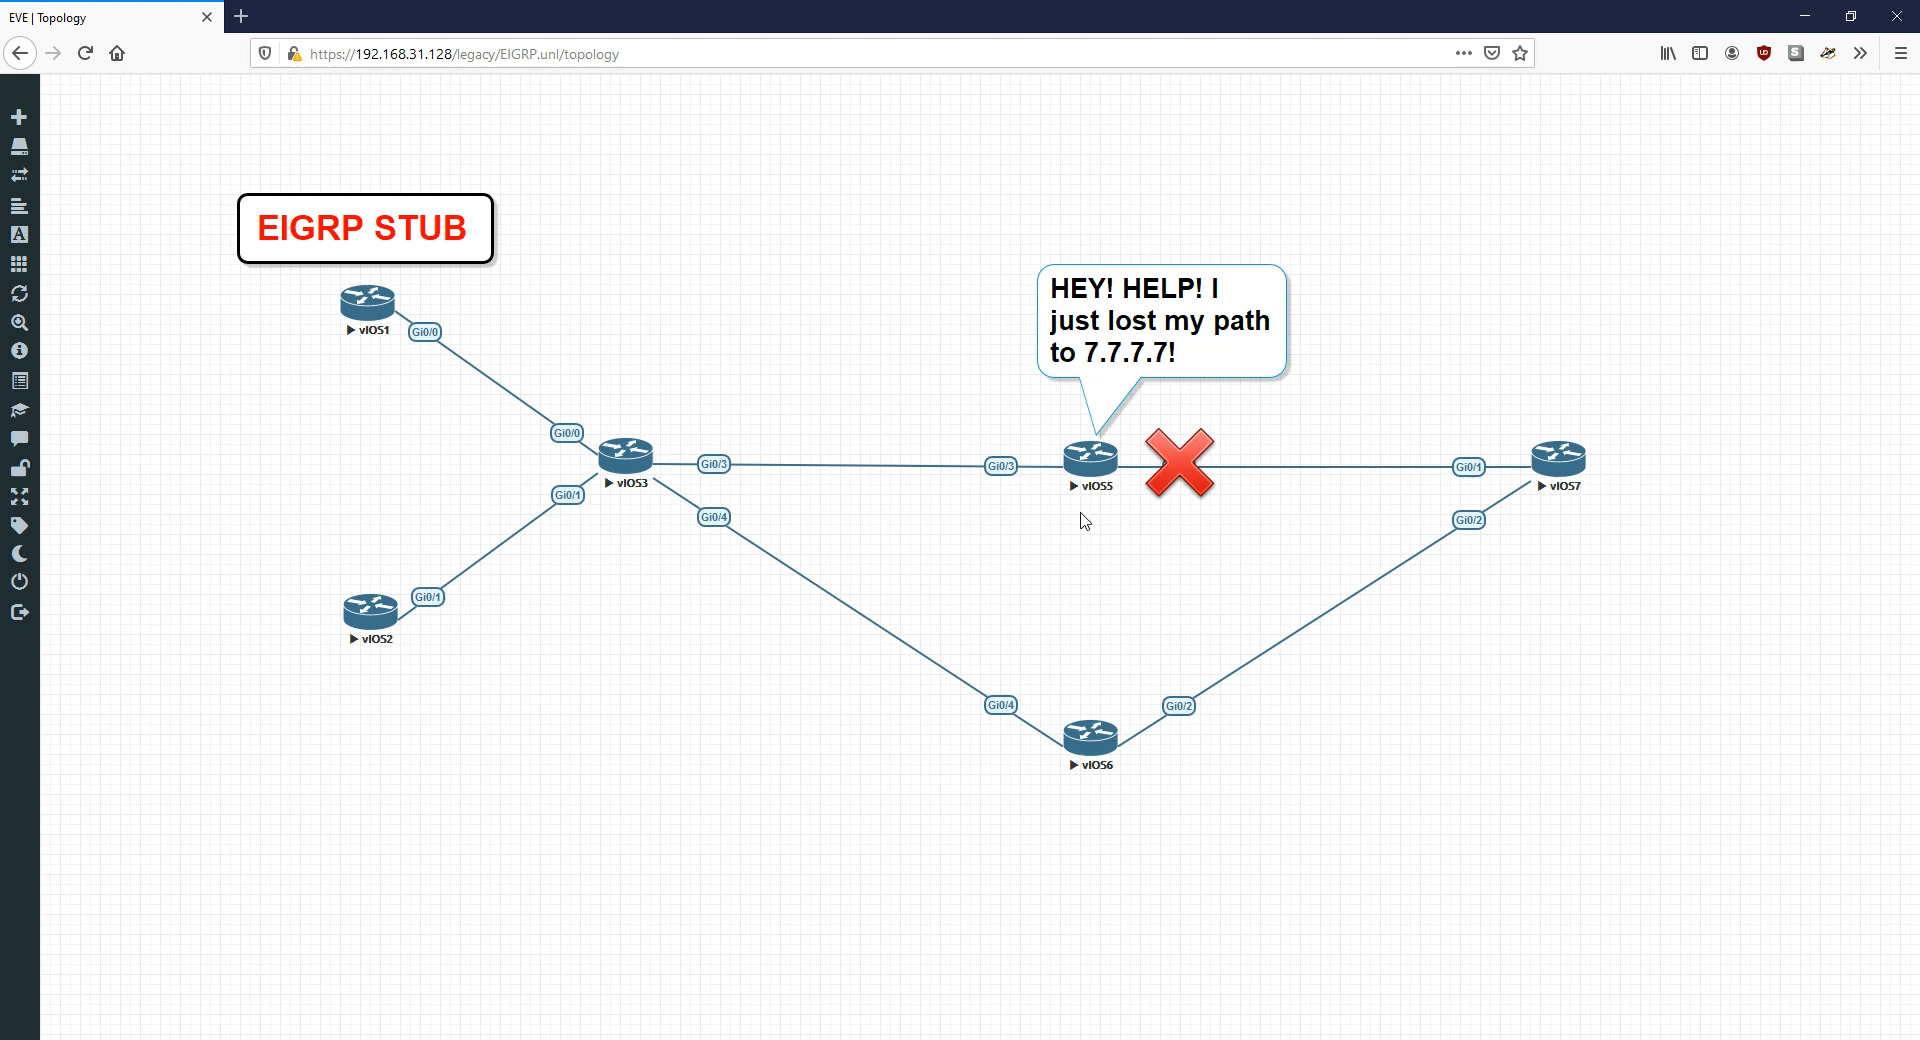 EVE | Topology
https://192.168.31.128/legacy/EIGRP.unl/topology
EIGRP STUB
HEY! HELP! I
just lost my path
to 7.7.7.7!
vIOS1
Gi0/0
Gi0/0
Gi0/3
Gi0/3
Gi0/1
vIOS3
vIOS5
vIOS7
Gi0/1
Gi0/4
Gi0/2
Gi0/1
vIOS2
Gi0/4
Gi0/2
vIOS6